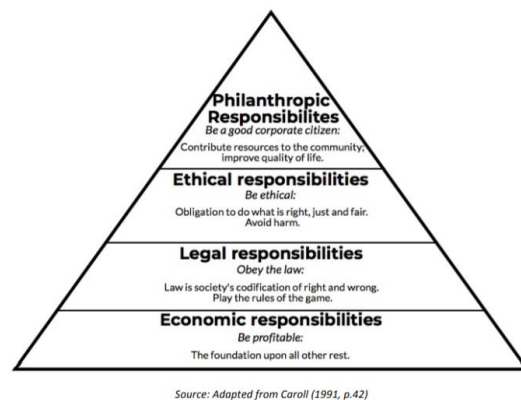 Philanthropic
Responsibilites
Be a good corporate citizen:
Contribute resources to the community;
improve quality of life.
Ethical responsibilities
Be ethical:
Obligation to do what is right, just and fair.
Avoid harm.
Legal responsibilities
Obey the law:
Law is society's codification of right and wrong.
Play the rules of the game.
Economic responsibilities
Be profitable:
The foundation upon all other rest.
Source: Adapted from Caroll (1991, p.42)